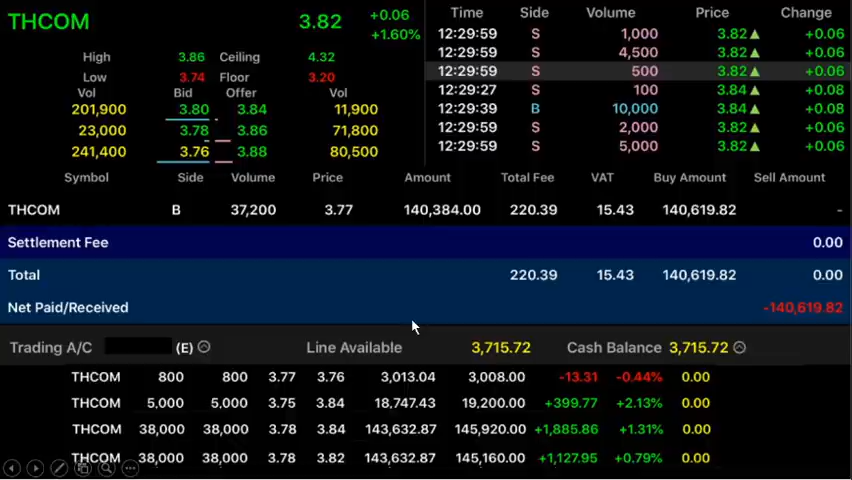 THCOM 3.82 +0.06
+1.60%
High 3.86 Ceiling 4.32
Low 3.74 Floor 3.20
Vol Bid Offer Vol
201,900 3.80 3.84 11,900
23,000 3.78 3.86 71,800
241,400 3.76 3.88 80,500
Time Side Volume Price Change
12:29:59 S 1,000 3.82▲ +0.06
12:29:59 S 4,500 3.82▲ +0.06
12:29:59 S 500 3.82▲ +0.06
12:29:27 S 100 3.84▲ +0.08
12:29:39 B 10,000 3.84▲ +0.08
12:29:59 S 2,000 3.82▲ +0.06
12:29:59 S 5,000 3.82▲ +0.06
Symbol Side Volume Price Amount Total Fee VAT Buy Amount Sell Amount
THCOM B 37,200 3.77 140,384.00 220.39 15.43 140,619.82 -
Settlement Fee 0.00
Total 220.39 15.43 140,619.82 0.00
Net Paid/Received -140,619.82
Trading A/C (E) Line Available 3,715.72 Cash Balance 3,715.72
THCOM 800 800 3.77 3.76 3,013.04 3,008.00 -13.31 -0.44% 0.00
THCOM 5,000 5,000 3.75 3.84 18,747.43 19,200.00 +399.77 +2.13% 0.00
THCOM 38,000 38,000 3.78 3.84 143,632.87 145,920.00 +1,885.86 +1.31% 0.00
THCOM 38,000 38,000 3.78 3.82 143,632.87 145,160.00 +1,127.95 +0.79% 0.00